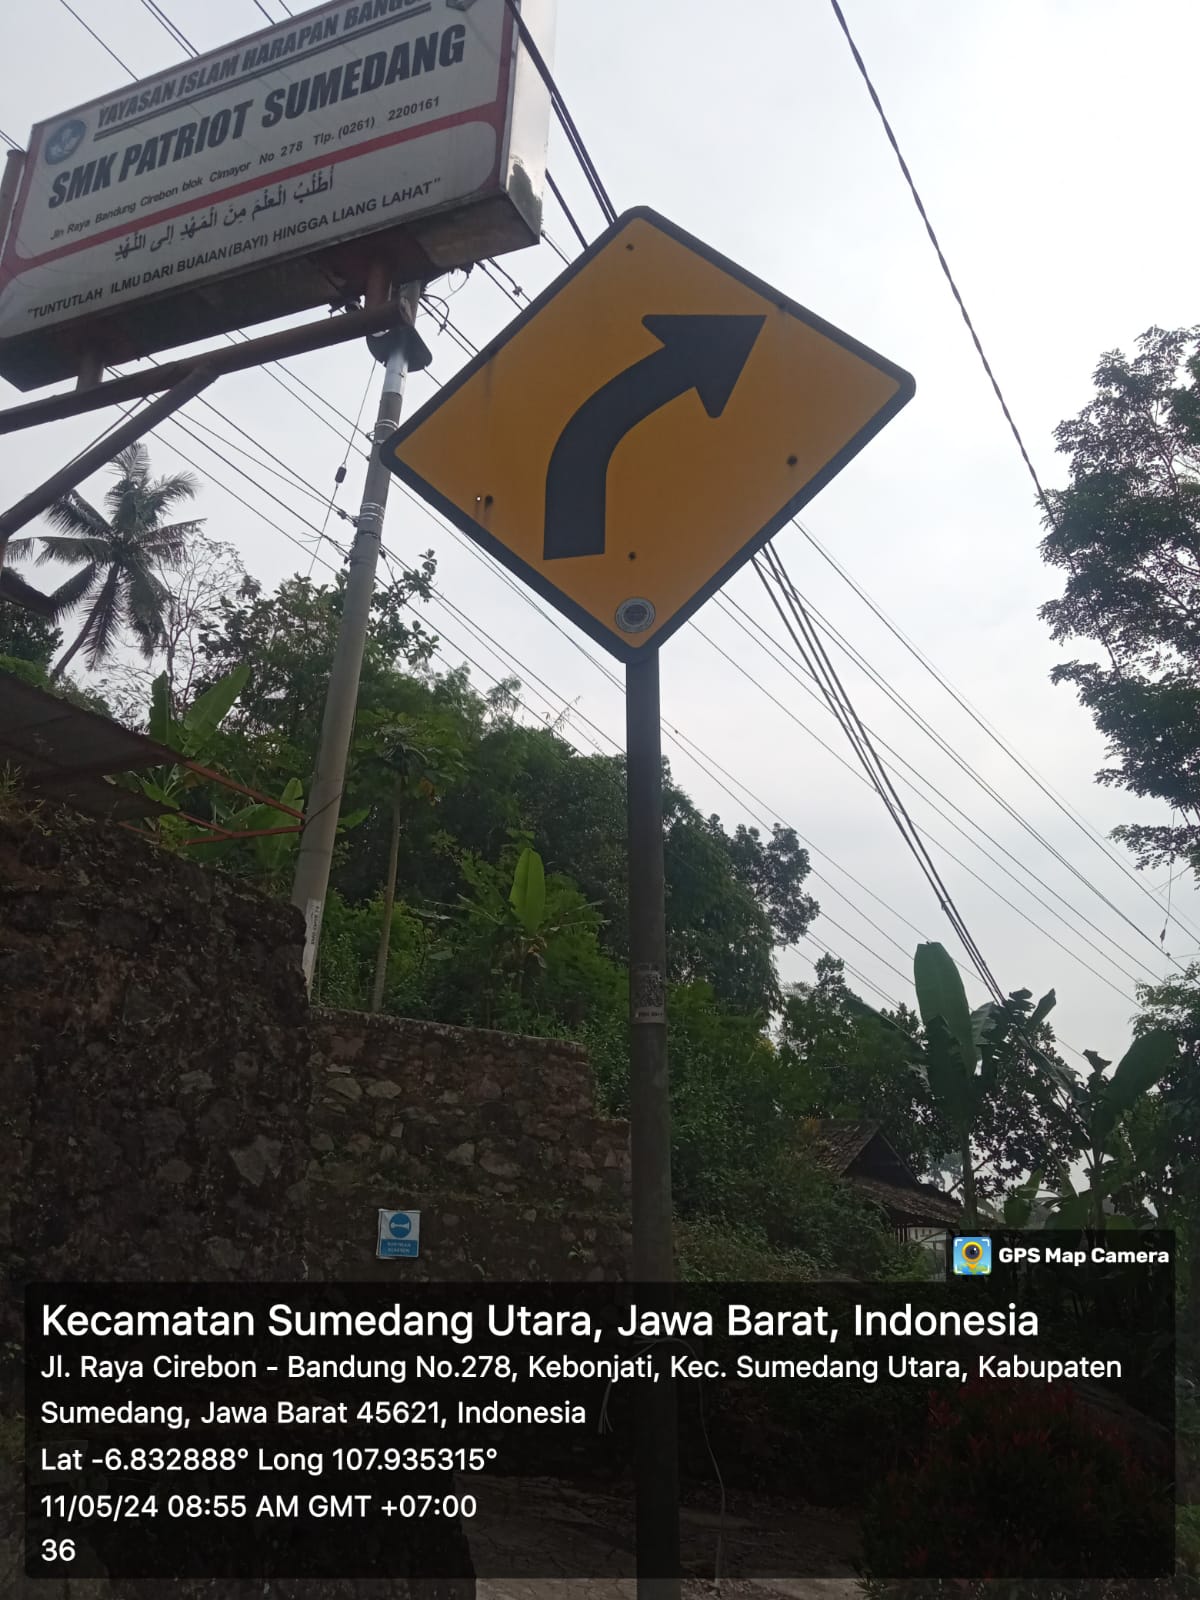 YAYASAN ISLAM HARAPAN
SMK PATRIOT SUMEDANG
Jln Raya Bandung Cirebon blok Cimayor No 278 Tlp. (0261) 2200161
أُطْلُبُ الْعِلْمَ مِنَ الْمَهْدِ إِلَى اللَّهْدِ
"TUNTUTLAH ILMU DARI BUAIAN(BAYI) HINGGA LIANG LAHAT"
GPS Map Camera
Kecamatan Sumedang Utara, Jawa Barat, Indonesia
Jl. Raya Cirebon - Bandung No.278, Kebonjati, Kec. Sumedang Utara, Kabupaten
Sumedang, Jawa Barat 45621, Indonesia
Lat -6.832888° Long 107.935315°
11/05/24 08:55 AM GMT +07:00
36